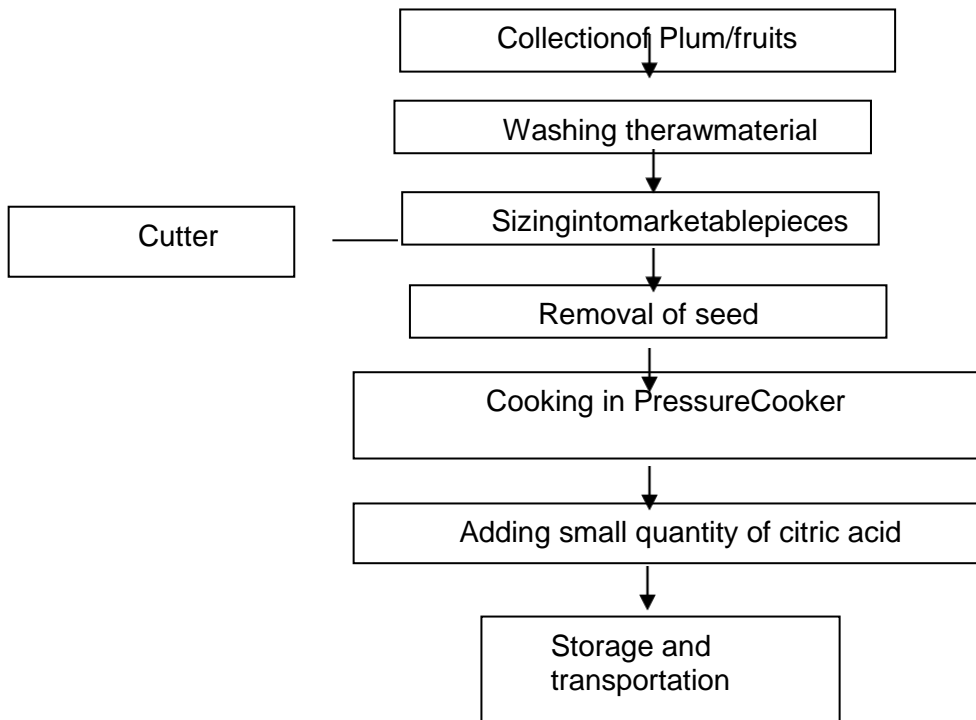 Collectionof Plum/fruits
Washing therawmaterial
Sizingintomarketablepieces
Cutter
Removal of seed
Cooking in PressureCooker
Adding small quantity of citric acid
Storage and
transportation